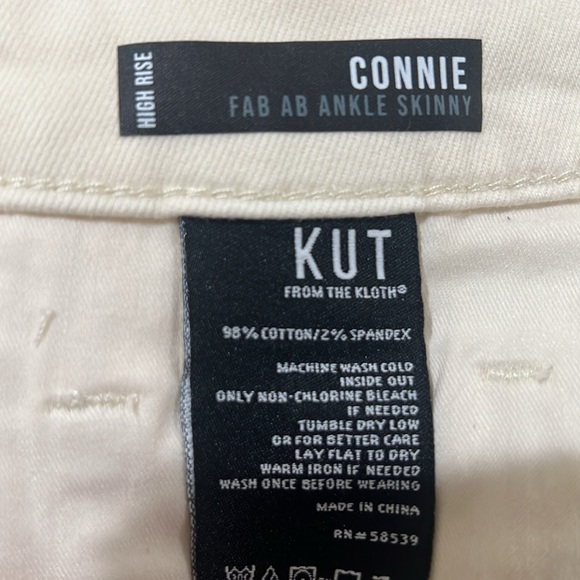 HIGH RISE
CONNIE
FAB AB ANKLE SKINNY
KUT
FROM THE KLOTH®
98% COTTON/2% SPANDEX
MACHINE WASH COLD
INSIDE OUT
ONLY NON-CHLORINE BLEACH
IF NEEDED
TUMBLE DRY LOW
OR FOR BETTER CARE
LAY FLAT TO DRY
WARM IRON IF NEEDED
WASH ONCE BEFORE WEARING
MADE IN CHINA
RN# 58539